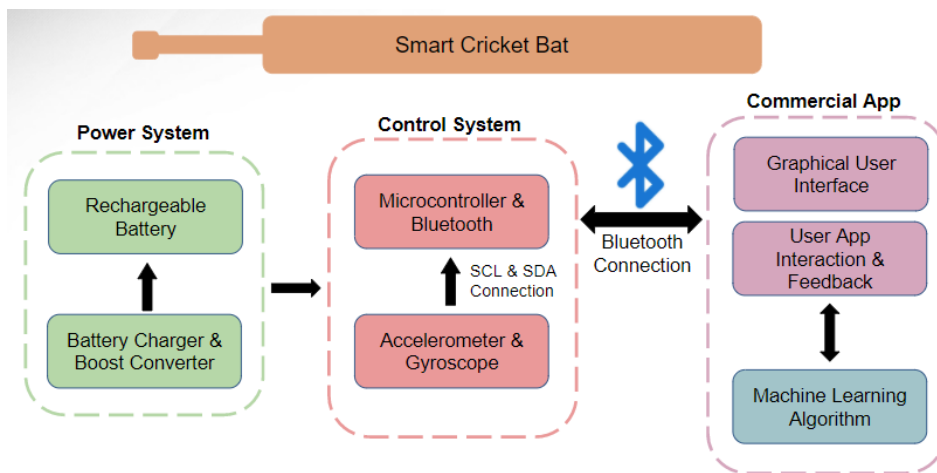 Smart Cricket Bat
Power System
Rechargeable
Battery
Battery Charger &
Boost Converter
Control System
Microcontroller &
Bluetooth
SCL & SDA
Connection
Accelerometer &
Gyroscope
Bluetooth
Connection
Commercial App
Graphical User
Interface
User App
Interaction &
Feedback
Machine Learning
Algorithm